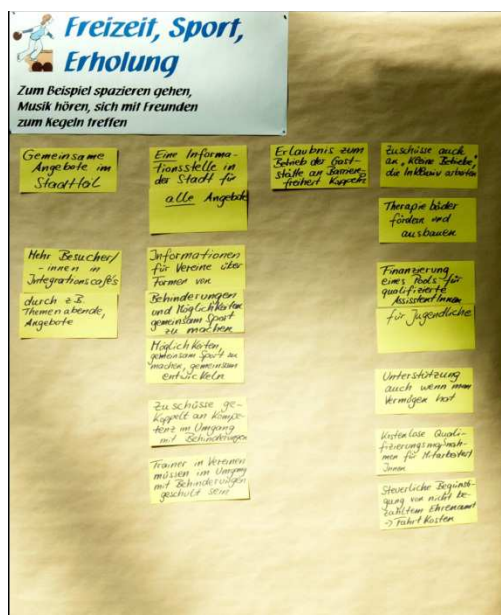 Freizeit, Sport,
Erholung
Zum Beispiel spazieren gehen,
Musik hören, sich mit Freunden
zum Kegeln treffen
Gemeinsame
Angebote im
Stadtteil
Mehr Besucher/
-innen in
Integrationscafés
durch z.B.
Themenabende,
Angebote
Eine Informa-
tionsstelle in
der Stadt für
alle Angebote
Informationen
für Vereine über
Formen von
Behinderungen
und Möglichkeiten
gemeinsam Sport
zu machen
Möglichkeiten,
gemeinsam Sport zu
machen, gemeinsam
entwickeln
Zuschüsse ge-
koppelt an Kompe-
tenz im Umgang
mit Behinderungen
Trainer in Vereinen
müssen im Umgang
mit Behinderungen
geschult sein
Erlaubnis zum
Betrieb der Gast-
stätte an Barriere-
freiheit koppeln
Zuschüsse auch
an "kleine Betriebe",
die Inklusiv arbeiten
Therapiebäder
fördern und
ausbauen
Finanzierung
eines Pools für
qualifizierte
AssistentInnen
für Jugendliche
Unterstützung
auch wenn man
Vermögen hat
Kostenlose Quali-
fizierungsmaßnah-
men für Mitarbeiter/
Innen
Steuerliche Begünsti-
gung von nicht be-
zahltem Ehrenamt
-> Fahrtkosten